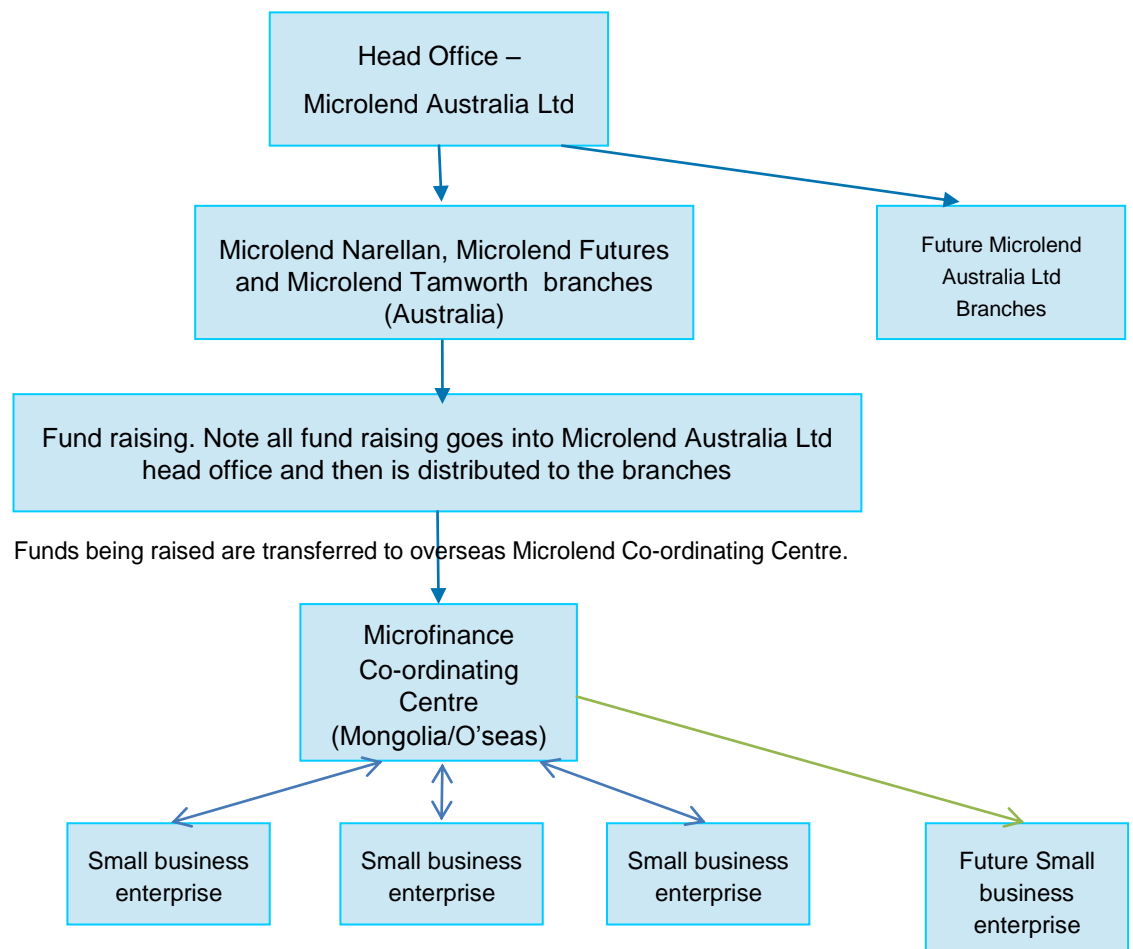 Head Office –
Microlend Australia Ltd
Microlend Narellan, Microlend Futures
and Microlend Tamworth branches
(Australia)
Future Microlend
Australia Ltd
Branches
Fund raising. Note all fund raising goes into Microlend Australia Ltd
head office and then is distributed to the branches
Funds being raised are transferred to overseas Microlend Co-ordinating Centre.
Microfinance
Co-ordinating
Centre
(Mongolia/O’seas)
Small business
enterprise
Small business
enterprise
Small business
enterprise
Future Small
business
enterprise